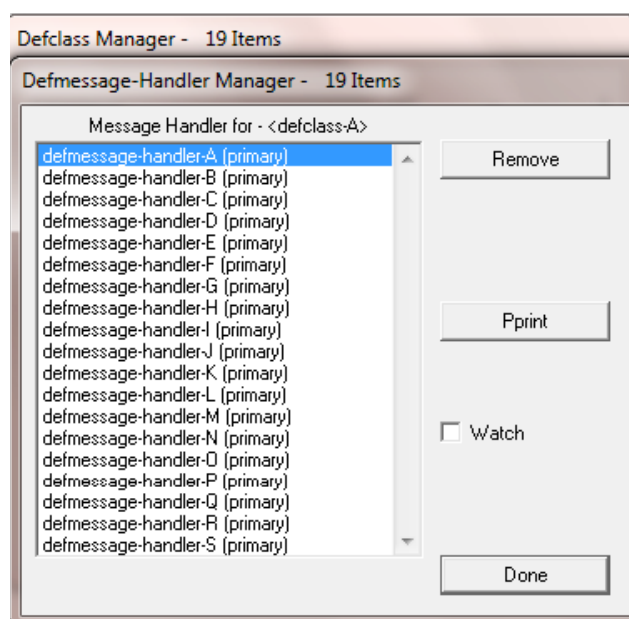 Defclass Manager - 19 Items
Defmessage-Handler Manager - 19 Items
Message Handler for - <defclass-A>
defmessage-handler-A (primary)
defmessage-handler-B (primary)
defmessage-handler-C (primary)
defmessage-handler-D (primary)
defmessage-handler-E (primary)
defmessage-handler-F (primary)
defmessage-handler-G (primary)
defmessage-handler-H (primary)
defmessage-handler-I (primary)
defmessage-handler-J (primary)
defmessage-handler-K (primary)
defmessage-handler-L (primary)
defmessage-handler-M (primary)
defmessage-handler-N (primary)
defmessage-handler-O (primary)
defmessage-handler-P (primary)
defmessage-handler-Q (primary)
defmessage-handler-R (primary)
defmessage-handler-S (primary)
Remove
Pprint
Watch
Done